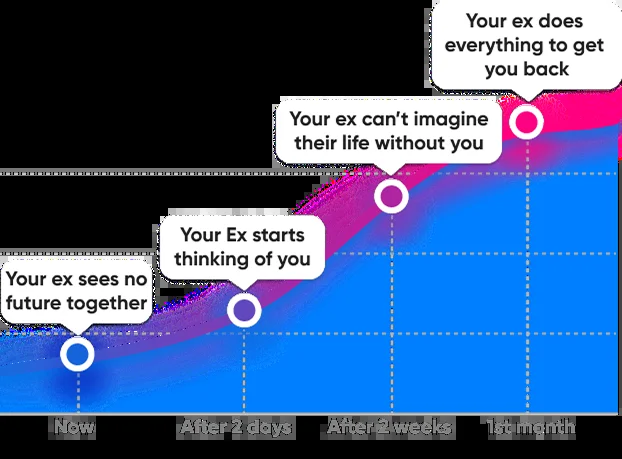 Your ex does
everything to get
you back
Your ex can't imagine
their life without you
Your Ex starts
thinking of you
Your ex sees no
future together
Now
After 2 days
After 2 weeks
1st month